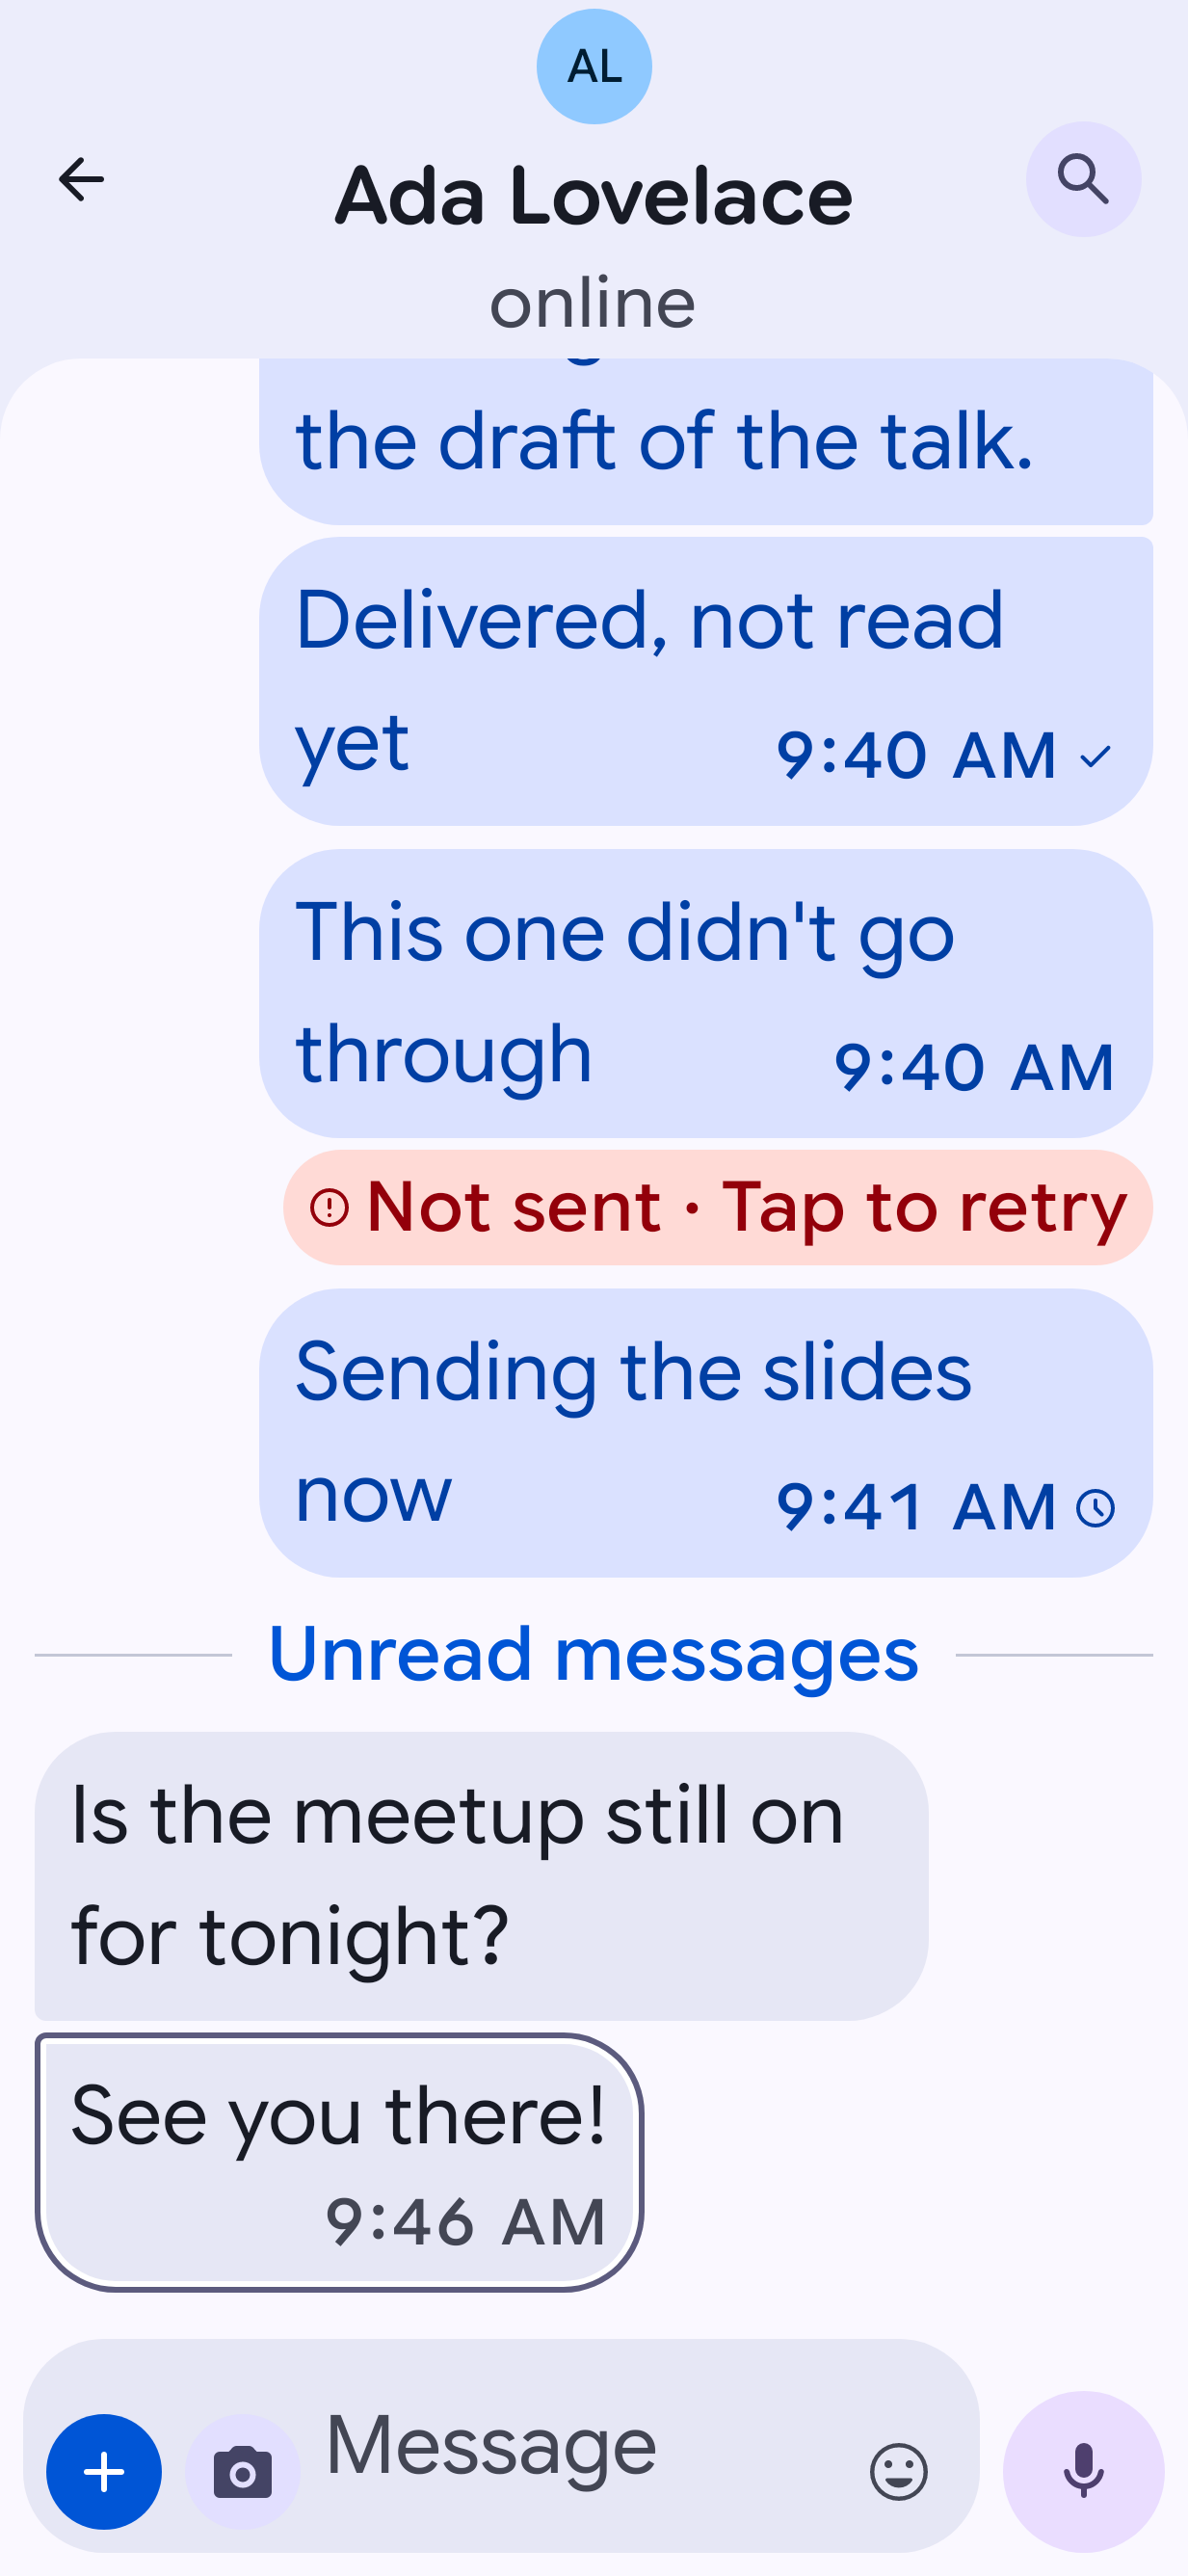 AL
Ada Lovelace
online
the draft of the talk.
Delivered, not read
yet
9:40 AM
This one didn't go
through
9:40 AM
Not sent · Tap to retry
Sending the slides
now
9:41 AM
Unread messages
Is the meetup still on
for tonight?
See you there!
9:46 AM
Message